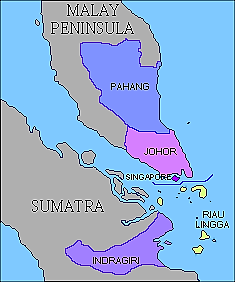 MALAY
PENINSULA
PAHANG
JOHOR
SINGAPORE
SUMATRA
RIAU
LINGGA
INDRAGIRI